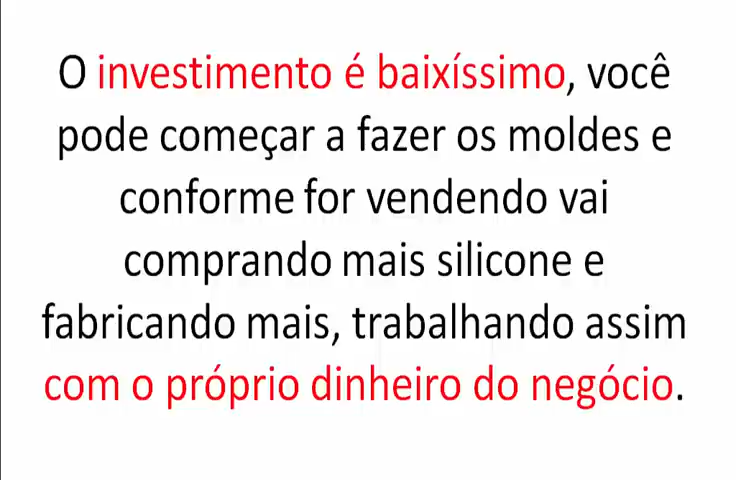 O investimento é baixíssimo, você
pode começar a fazer os moldes e
conforme for vendendo vai
comprando mais silicone e
fabricando mais, trabalhando assim
com o próprio dinheiro do negócio.